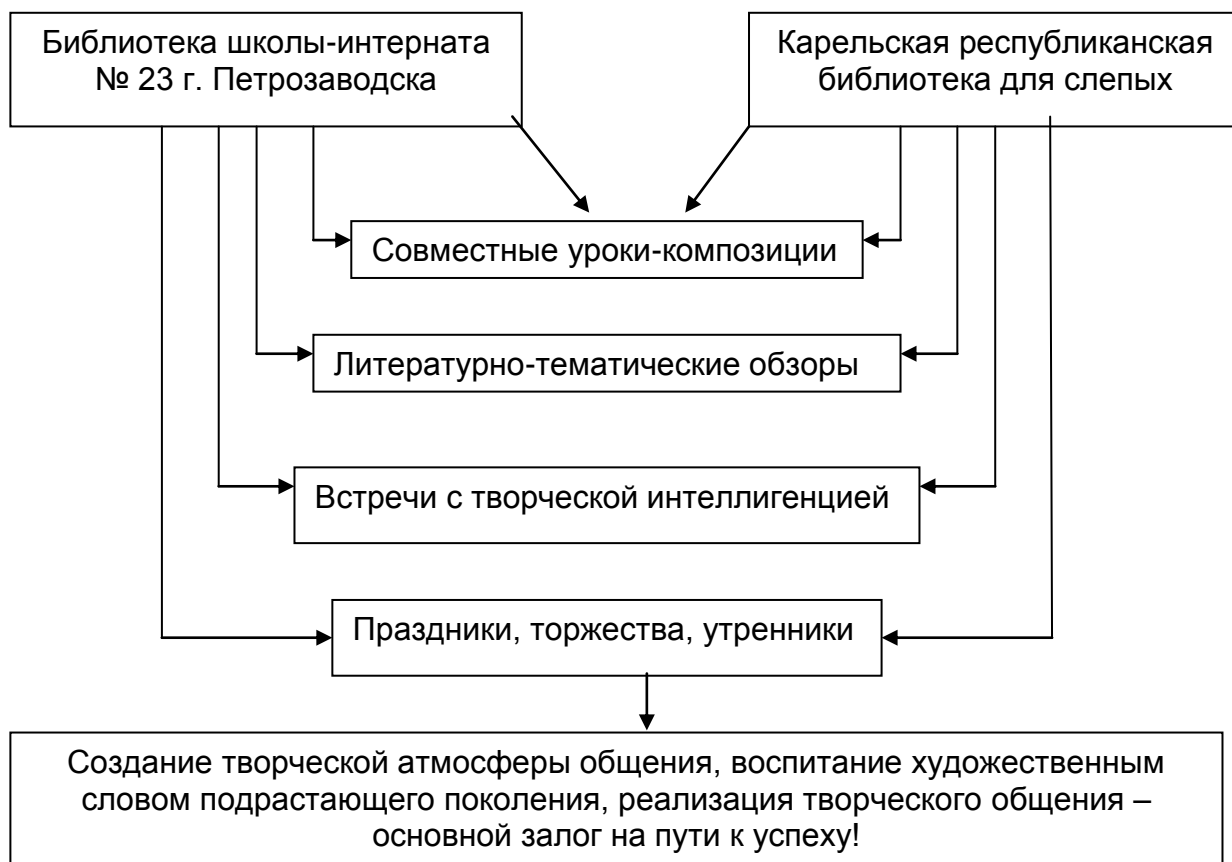 Библиотека школы-интерната
№ 23 г. Петрозаводска
Карельская республиканская
библиотека для слепых
Совместные уроки-композиции
Литературно-тематические обзоры
Встречи с творческой интеллигенцией
Праздники, торжества, утренники
Создание творческой атмосферы общения, воспитание художественным
словом подрастающего поколения, реализация творческого общения –
основной залог на пути к успеху!